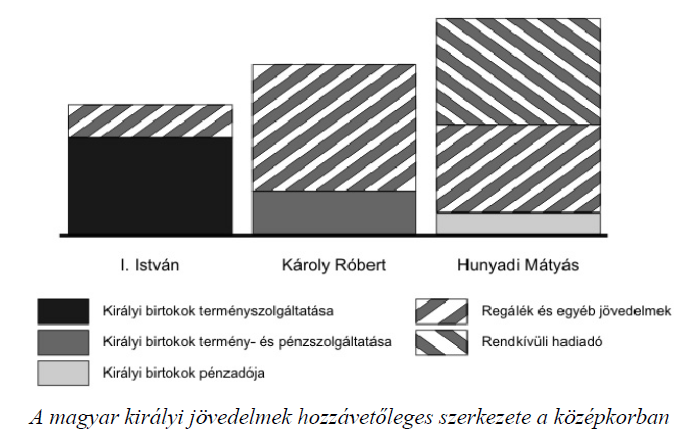 I. István
Károly Róbert
Hunyadi Mátyás
Királyi birtokok terményszolgáltatása
Királyi birtokok termény- és pénzszolgáltatása
Királyi birtokok pénzadója
Regálék és egyéb jövedelmek
Rendkívüli hadiadó
A magyar királyi jövedelmek hozzávetőleges szerkezete a középkorban